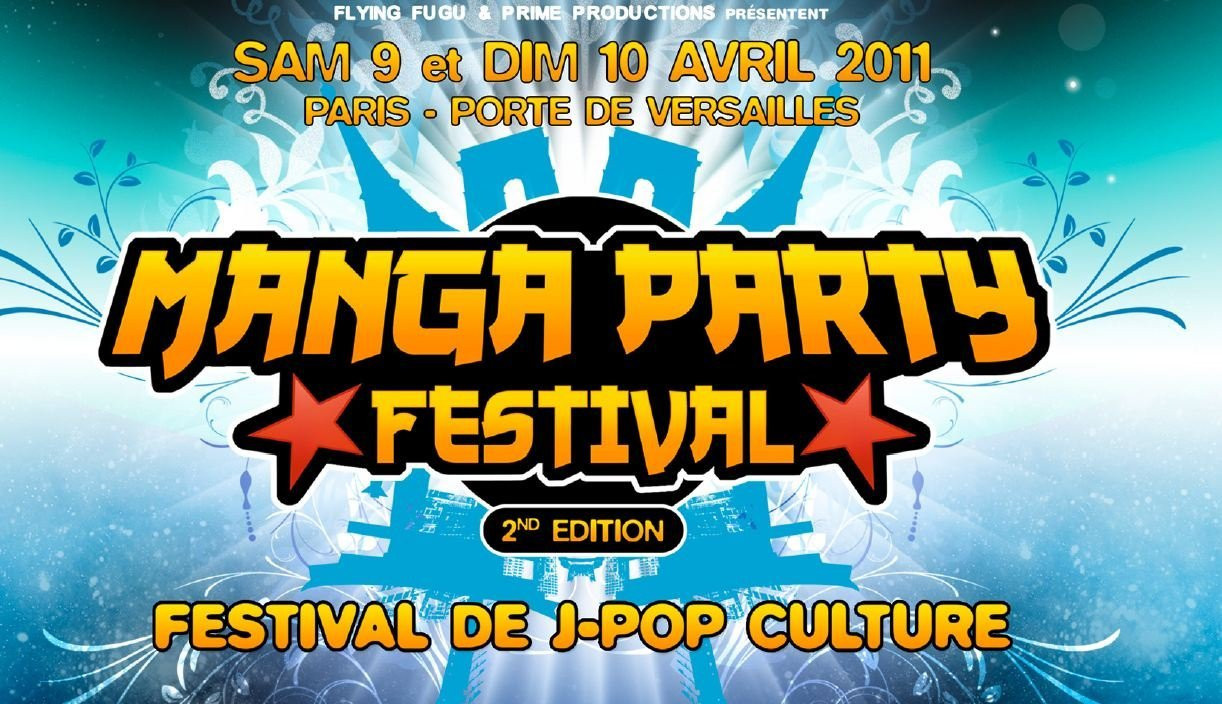 FLYING FUGU & PRIME PRODUCTIONS PRÉSENTENT
SAM 9 et DIM 10 AVRIL 2011
PARIS - PORTE DE VERSAILLES
MANGA PARTY
FESTIVAL
2ND EDITION
FESTIVAL DE J-POP CULTURE